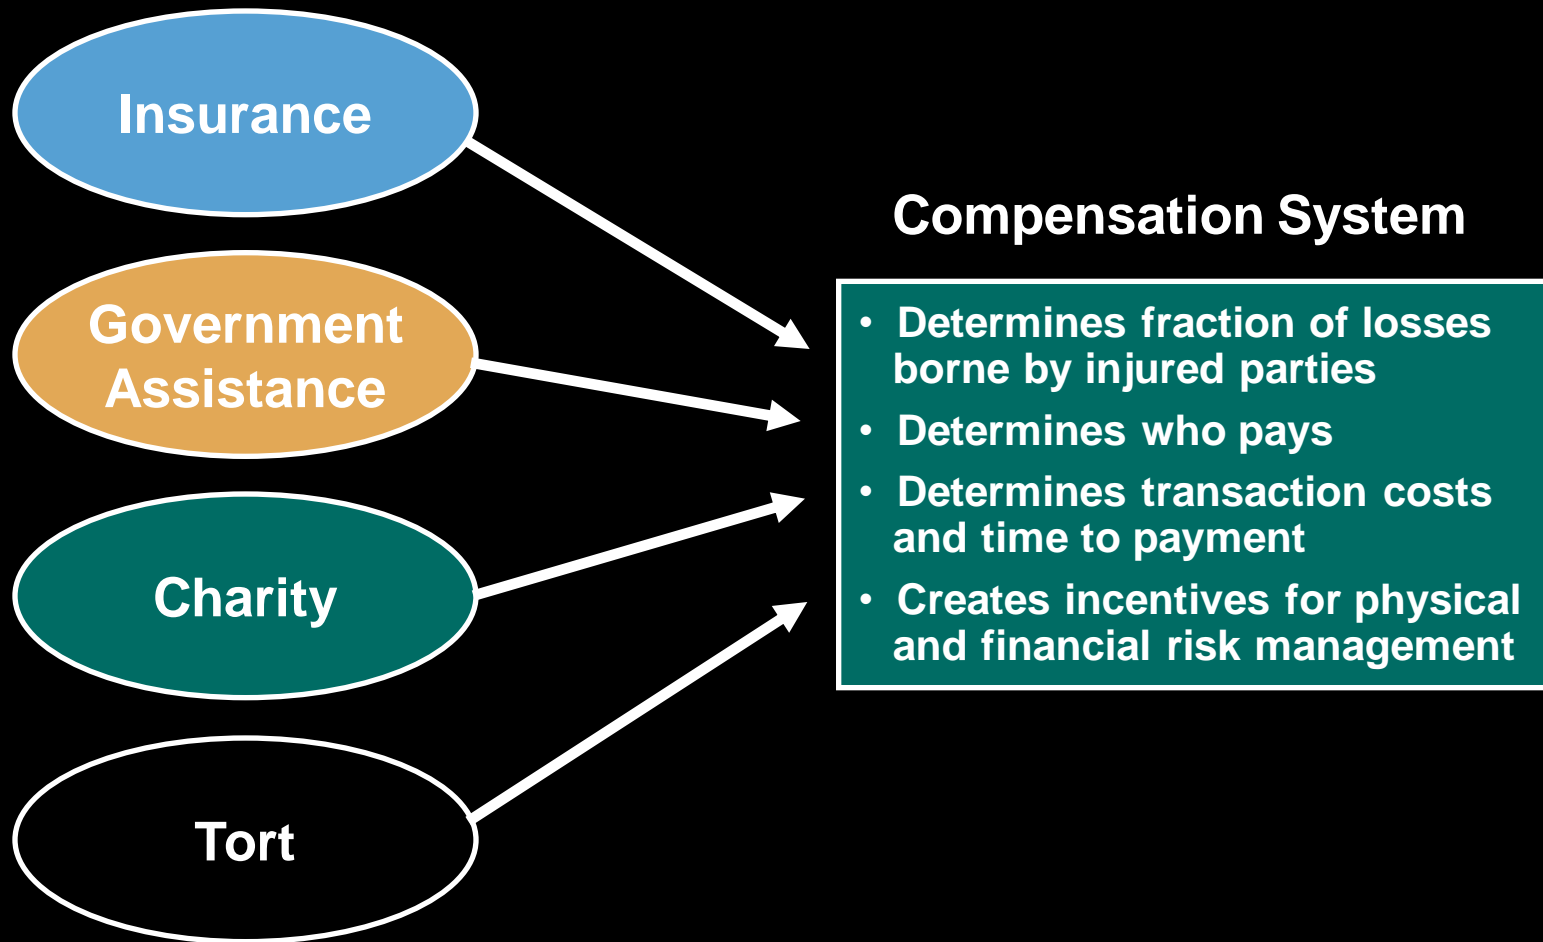 Insurance
Government
Assistance
Charity
Tort
Compensation System
• Determines fraction of losses
borne by injured parties
• Determines who pays
• Determines transaction costs
and time to payment
• Creates incentives for physical
and financial risk management